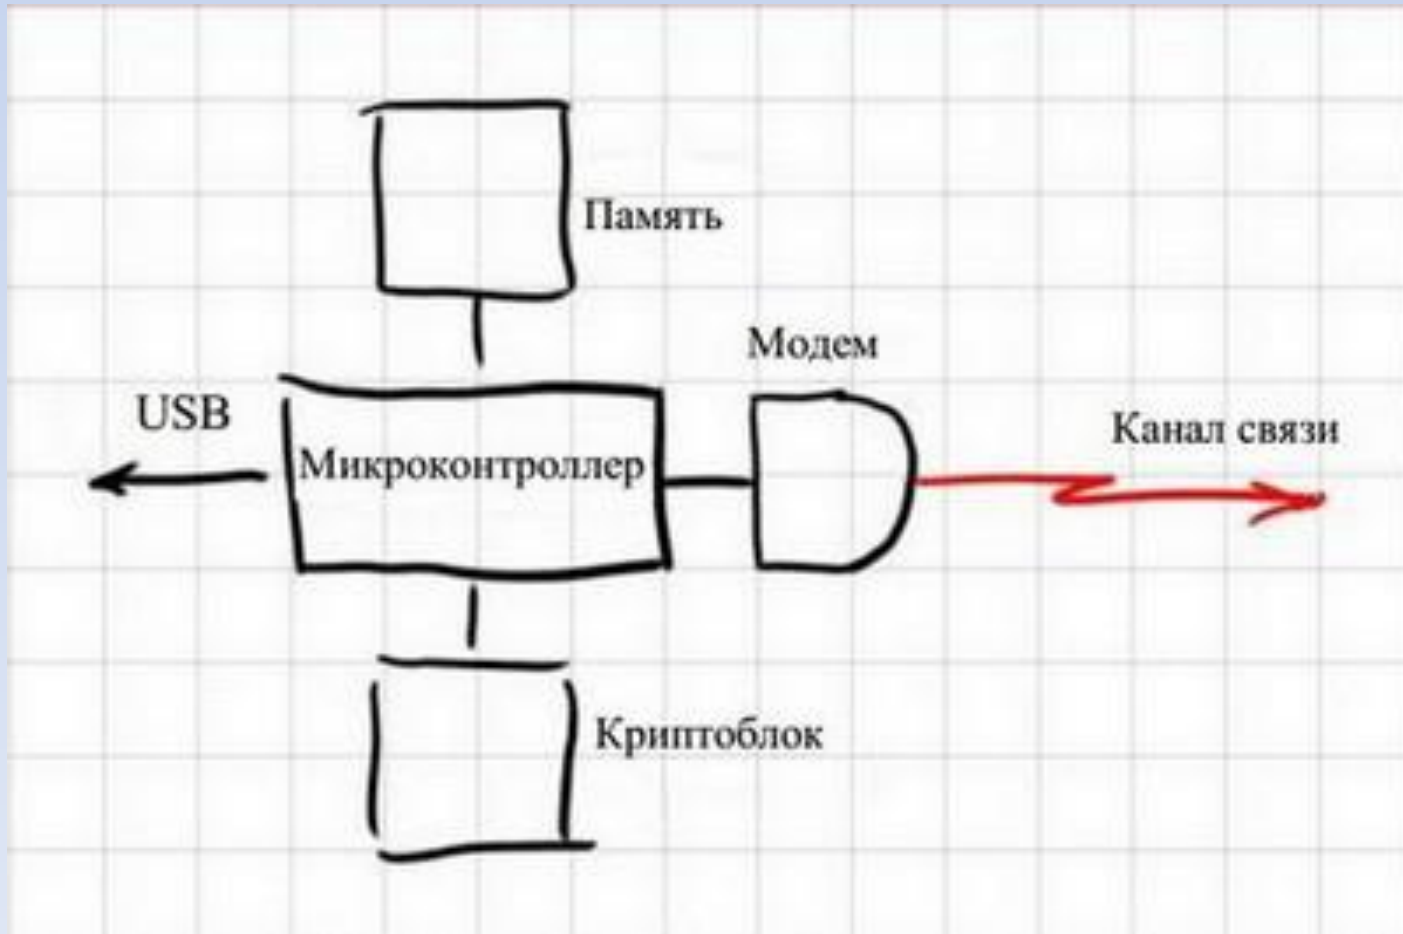 Память
Модем
USB
Канал связи
Микроконтроллер
Криптоблок